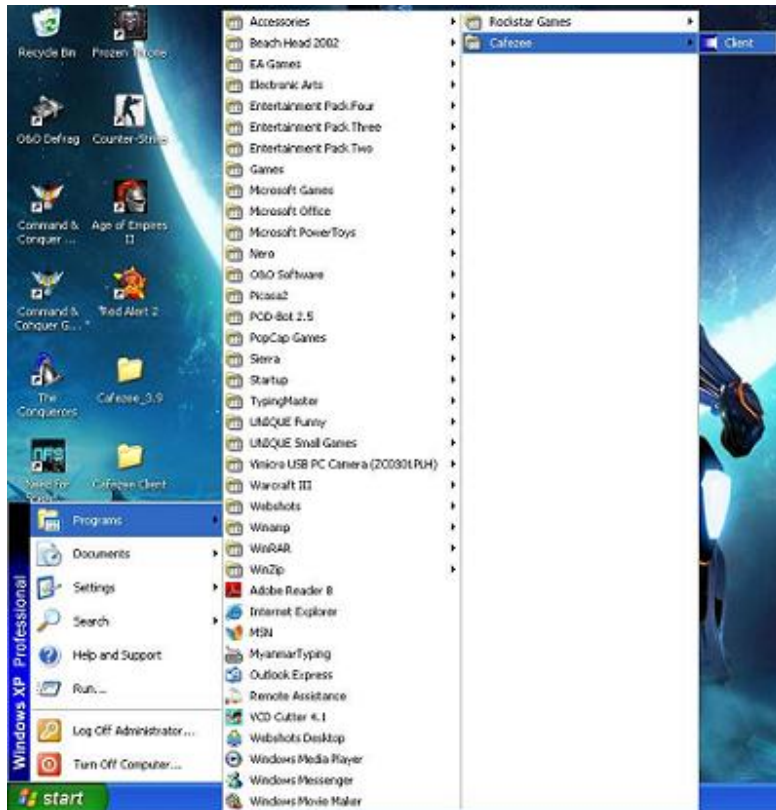 Recycle Bin
Frozen Throne
O&O Defrag
Counter-Strike
Command &
Conquer ...
Age of Empires
II
Command &
Conquer G...
Red Alert 2
The
Conquerors
Cafezee_3.9
NFS
Need for
Cafezee Client
Programs
Documents
Settings
Search
Help and Support
Run...
Log Off Administrator...
Turn Off Computer...
Windows XP Professional
start
Accessories
Beach Head 2002
EA Games
Electronic Arts
Entertainment Pack Four
Entertainment Pack Three
Entertainment Pack Two
Games
Microsoft Games
Microsoft Office
Microsoft PowerToys
Nero
O&O Software
Picasa2
POD-Bot 2.5
PopCap Games
Sierra
Startup
TypingMaster
UNIQUE Funny
UNIQUE Small Games
Vimicro USB PC Camera (ZC0301PLH)
Warcraft III
Webshots
Winamp
WinRAR
WinZip
Adobe Reader 8
Internet Explorer
MSN
MyanmarTyping
Outlook Express
Remote Assistance
VCD Cutter 4.1
Webshots Desktop
Windows Media Player
Windows Messenger
Windows Movie Maker
Rockstar Games
Cafezee
Client